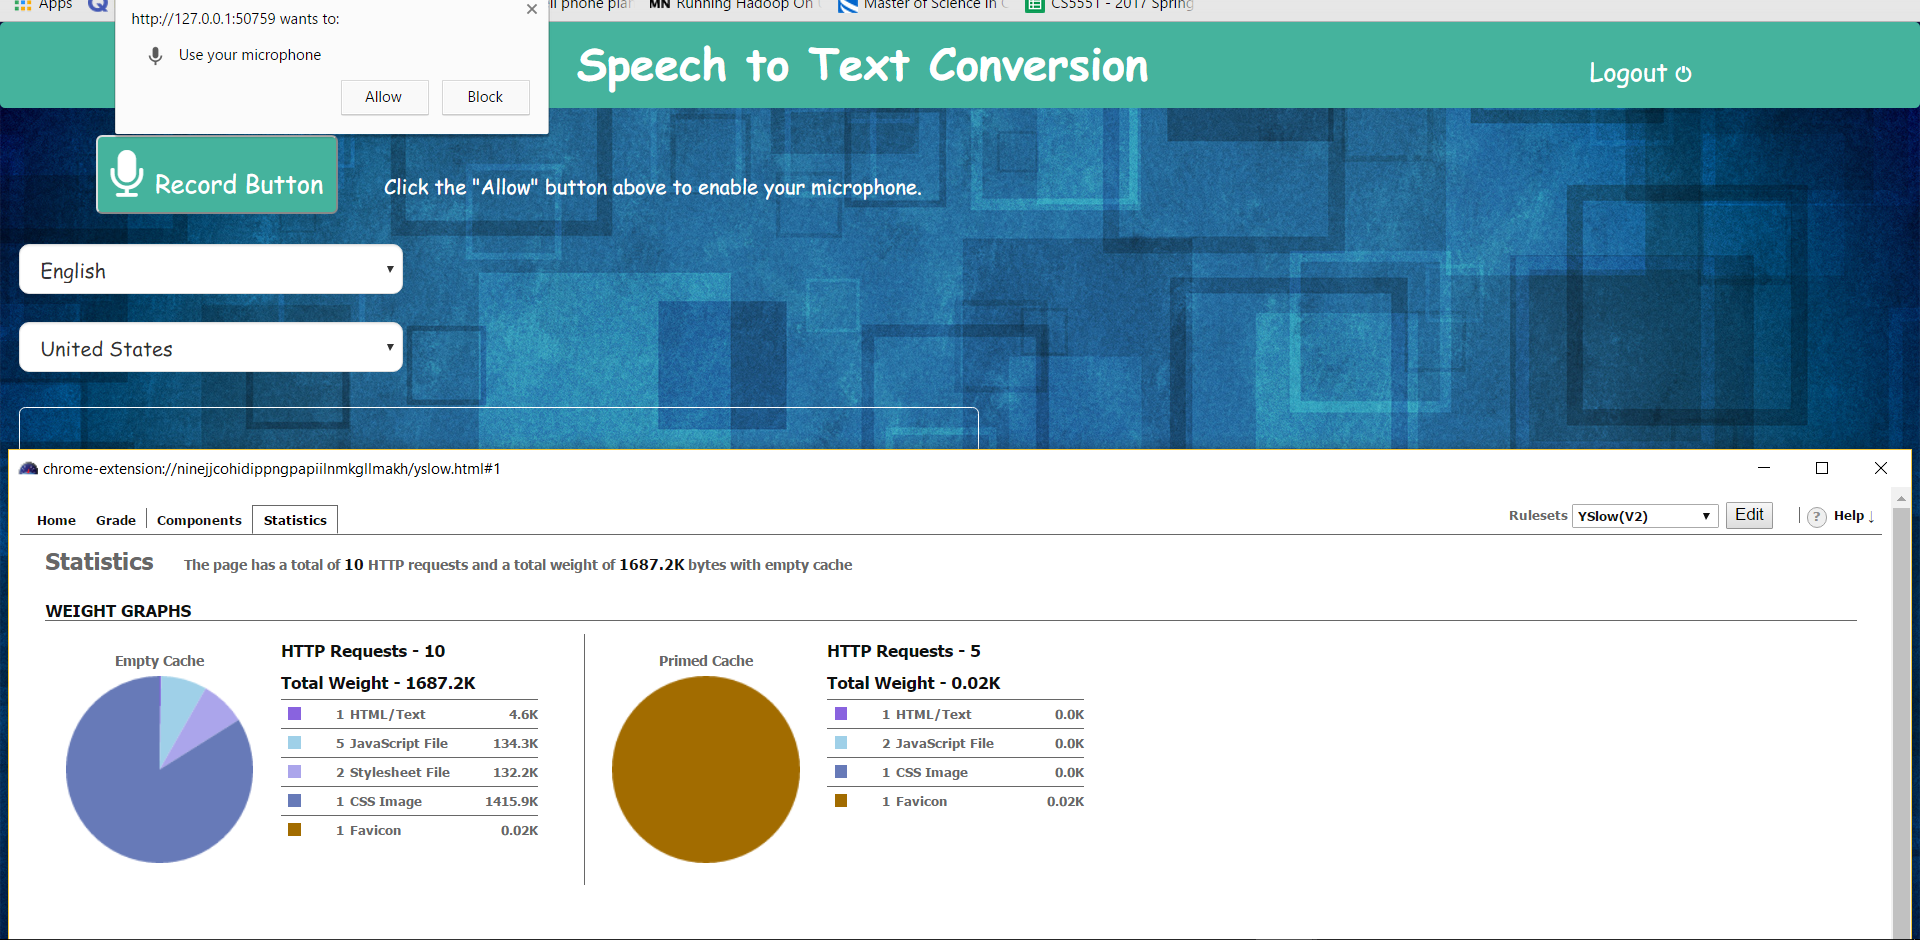 Apps
ll phone plan
MN Running Hadoop On
Master of Science in C
CS5551 - 2017 Spring
http://127.0.0.1:50759 wants to:
Use your microphone
Allow
Block
Speech to Text Conversion
Logout
Record Button
Click the "Allow" button above to enable your microphone.
English
United States
chrome-extension://ninejjcohidippngpapiilnmkgllmakh/yslow.html#1
Home
Grade
Components
Statistics
Rulesets
YSlow(V2)
Edit
? Help ↓
Statistics
The page has a total of 10 HTTP requests and a total weight of 1687.2K bytes with empty cache
WEIGHT GRAPHS
Empty Cache
HTTP Requests - 10
Total Weight - 1687.2K
1 HTML/Text 4.6K
5 JavaScript File 134.3K
2 Stylesheet File 132.2K
1 CSS Image 1415.9K
1 Favicon 0.02K
Primed Cache
HTTP Requests - 5
Total Weight - 0.02K
1 HTML/Text 0.0K
2 JavaScript File 0.0K
1 CSS Image 0.0K
1 Favicon 0.02K